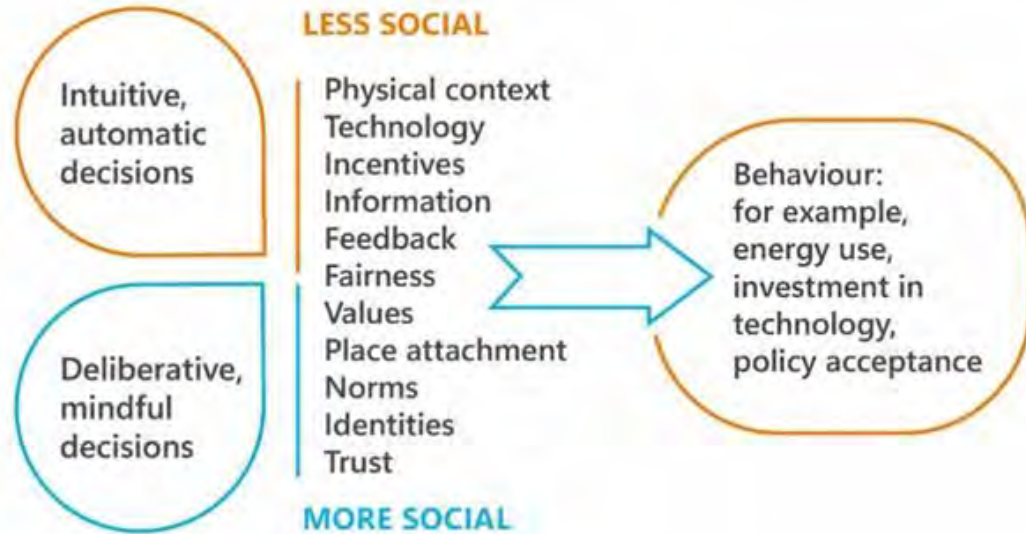 LESS SOCIAL
Intuitive,
automatic
decisions
Deliberative,
mindful
decisions
Physical context
Technology
Incentives
Information
Feedback
Fairness
Values
Place attachment
Norms
Identities
Trust
MORE SOCIAL
Behaviour:
for example,
energy use,
investment in
technology,
policy acceptance